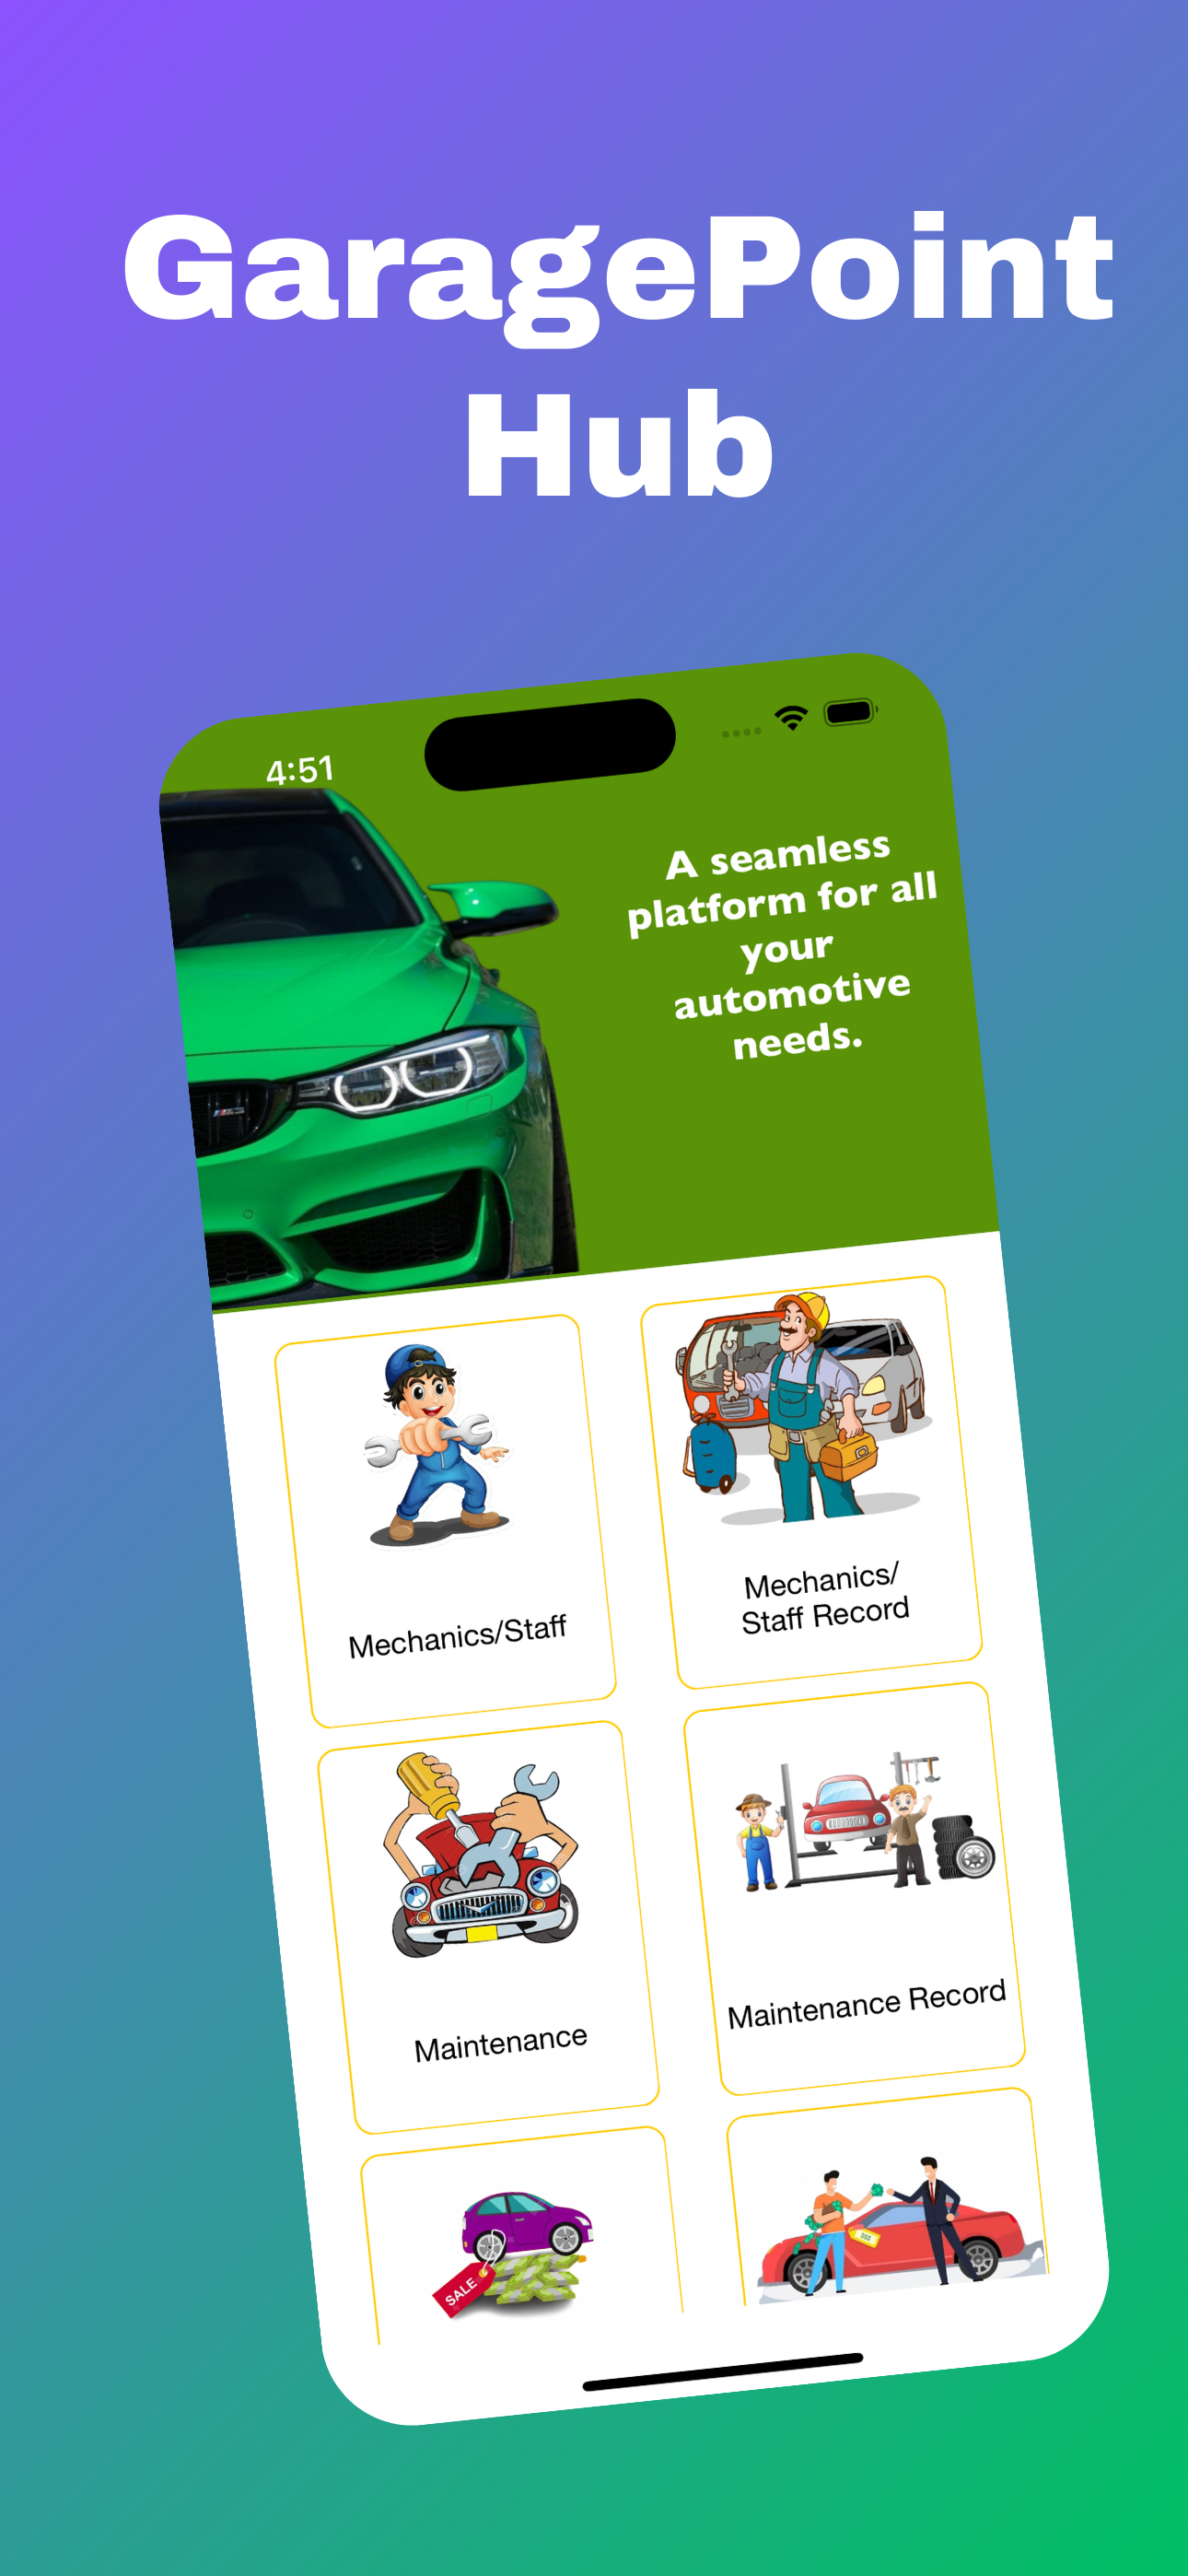 GaragePoint
Hub
4:51
A seamless
platform for all
your
automotive
needs.
Mechanics/Staff
Mechanics/
Staff Record
Maintenance
Maintenance Record
SALE